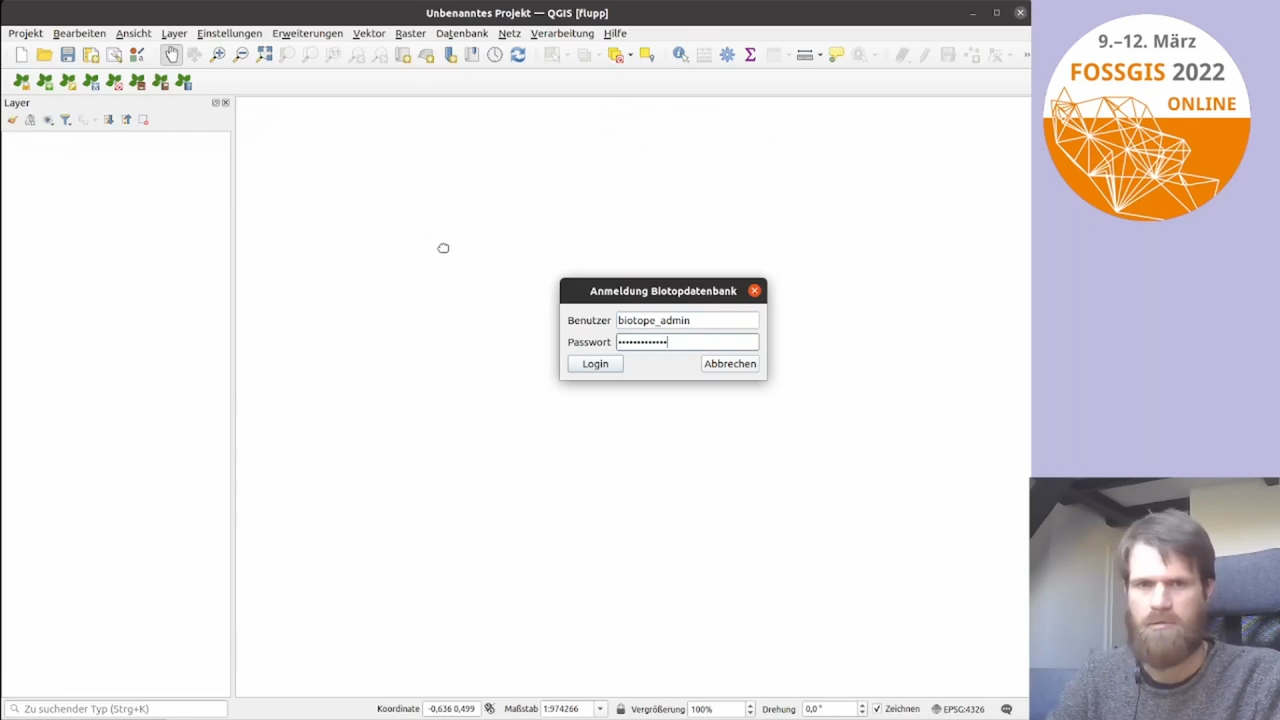 Unbenanntes Projekt — QGIS [flupp]
Projekt Bearbeiten Ansicht Layer Einstellungen Erweiterungen Vektor Raster Datenbank Netz Verarbeitung Hilfe
Layer
Anmeldung Biotopdatenbank
Benutzer biotope_admin
Passwort •••••••••••••
Login Abbrechen
Zu suchender Typ (Strg+K) Koordinate -0,636 0,499 Maßstab 1:974266 Vergrößerung 100% Drehung 0,0 ° Zeichnen EPSG:4326
9.–12. März
FOSSGIS 2022
ONLINE